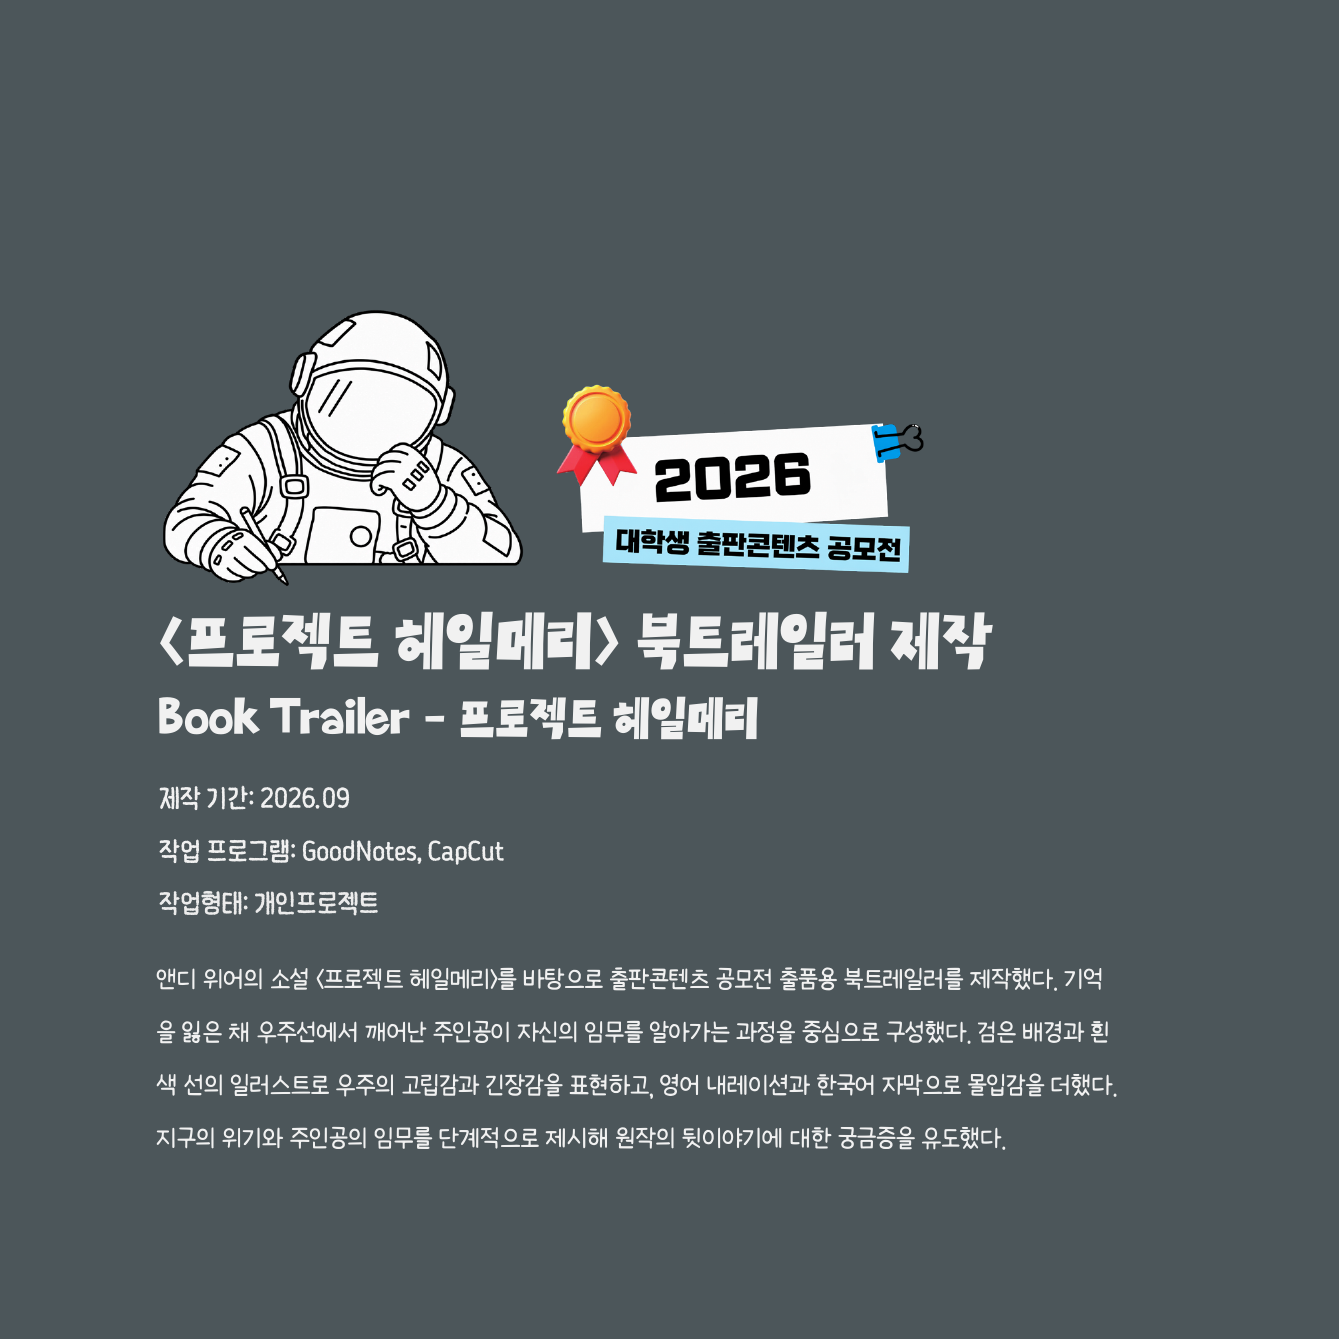 2026
대학생 출판콘텐츠 공모전
<프로젝트 헤일메리> 북트레일러 제작
Book Trailer - 프로젝트 헤일메리
제작 기간: 2026.09
작업 프로그램: GoodNotes, CapCut
작업형태: 개인프로젝트
앤디 위어의 소설 <프로젝트 헤일메리>를 바탕으로 출판콘텐츠 공모전 출품용 북트레일러를 제작했다. 기억
을 잃은 채 우주선에서 깨어난 주인공이 자신의 임무를 알아가는 과정을 중심으로 구성했다. 검은 배경과 흰
색 선의 일러스트로 우주의 고립감과 긴장감을 표현하고, 영어 내레이션과 한국어 자막으로 몰입감을 더했다.
지구의 위기와 주인공의 임무를 단계적으로 제시해 원작의 뒷이야기에 대한 궁금증을 유도했다.